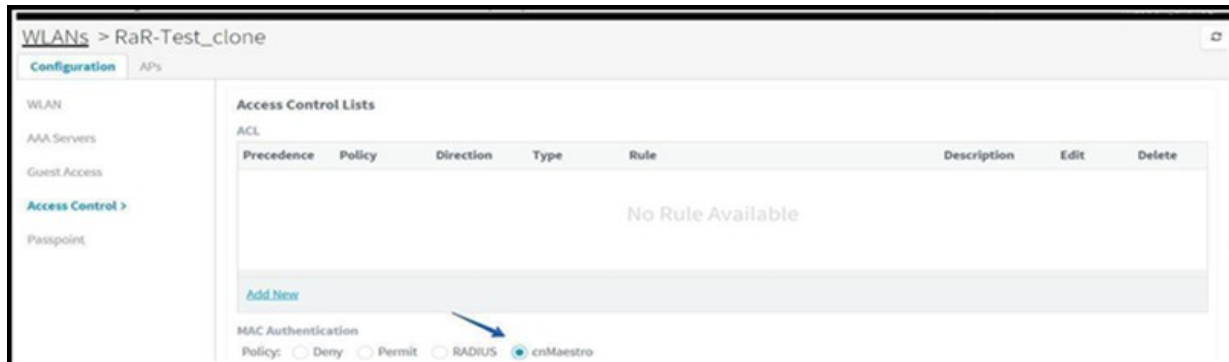 WLANs > RaR-Test_clone
Configuration APs
WLAN
AAA Servers
Guest Access
Access Control >
Passpoint
Access Control Lists
ACL
Precedence Policy Direction Type Rule Description Edit Delete
No Rule Available
Add New
MAC Authentication
Policy: Deny Permit RADIUS cnMaestro